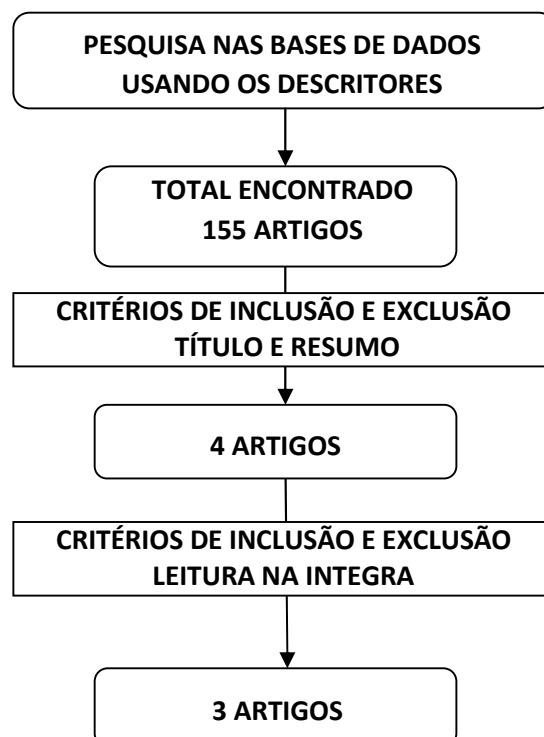 PESQUISA NAS BASES DE DADOS
USANDO OS DESCRITORES
TOTAL ENCONTRADO
155 ARTIGOS
CRITÉRIOS DE INCLUSÃO E EXCLUSÃO
TÍTULO E RESUMO
4 ARTIGOS
CRITÉRIOS DE INCLUSÃO E EXCLUSÃO
LEITURA NA INTEGRA
3 ARTIGOS